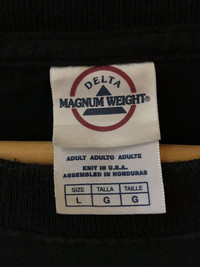 DELTA
MAGNUM WEIGHT®
ADULT ADULTO ADULTE
KNIT IN U.S.A.
ASSEMBLED IN HONDURAS
SIZE TALLA TAILLE
L G G